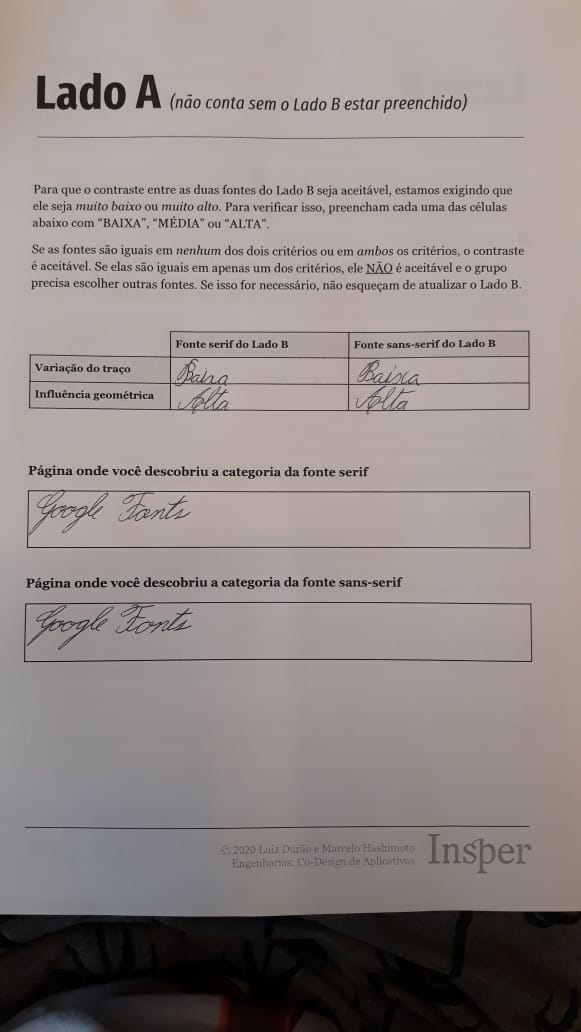 Lado A (não conta sem o Lado B estar preenchido)
Para que o contraste entre as duas fontes do Lado B seja aceitável, estamos exigindo que
ele seja muito baixo ou muito alto. Para verificar isso, preencham cada uma das células
abaixo com “BAIXA”, “MÉDIA” ou “ALTA”.
Se as fontes são iguais em nenhum dos dois critérios ou em ambos os critérios, o contraste
é aceitável. Se elas são iguais em apenas um dos critérios, ele NÃO é aceitável e o grupo
precisa escolher outras fontes. Se isso for necessário, não esqueçam de atualizar o Lado B.
Fonte serif do Lado B Fonte sans-serif do Lado B
Variação do traço Baixa Baixa
Influência geométrica Alta Alta
Página onde você descobriu a categoria da fonte serif
Google Fonts
Página onde você descobriu a categoria da fonte sans-serif
Google Fonts
© 2020 Luiz Durão e Marcelo Hashimoto
Engenharias: Co-Design de Aplicativos
Insper